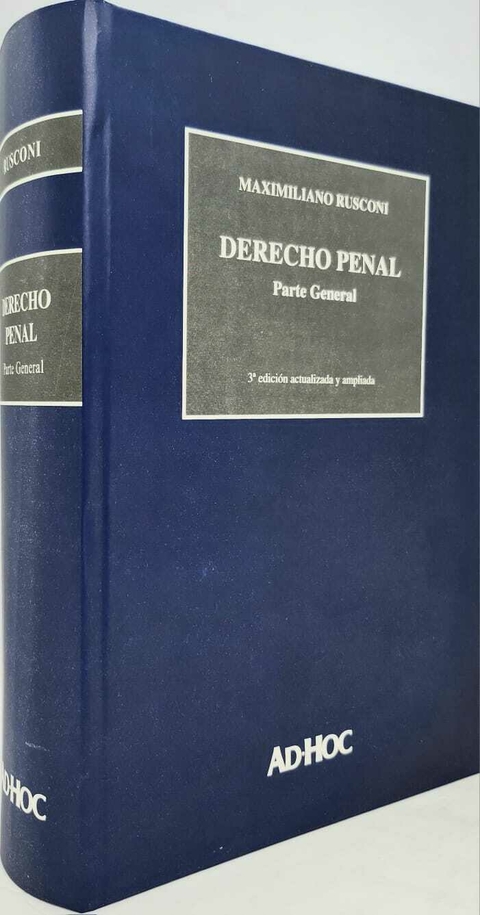 RUSCONI
DERECHO
PENAL
Parte General
AD-HOC
MAXIMILIANO RUSCONI
DERECHO PENAL
Parte General
3ª edición actualizada y ampliada
AD-HOC